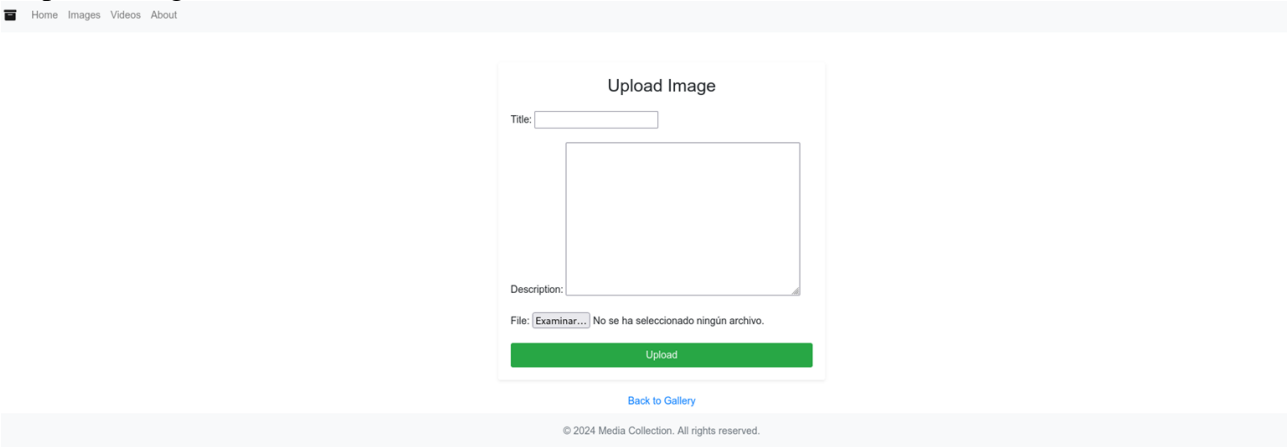 Home Images Videos About
Upload Image
Title:
Description:
File: Examinar... No se ha seleccionado ningún archivo.
Upload
Back to Gallery
© 2024 Media Collection. All rights reserved.